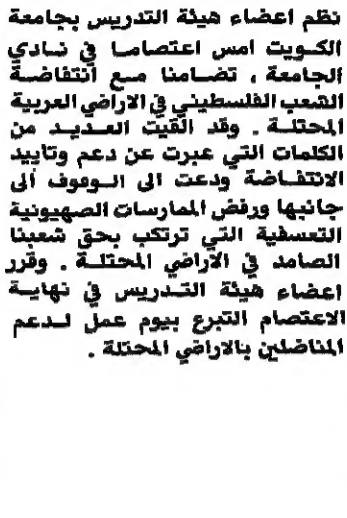 نظم اعضاء هيئة التدريس بجامعة
الكويت امس اعتصاما في نادي
الجامعة ، تضامنا مع انتفاضة
الشعب الفلسطيني في الاراضي العربية
المحتلة . وقد القيت العديد من
الكلمات التي عبرت عن دعم وتاييد
الانتفاضة ودعت الى الوقوف الى
جانبها ورفض الممارسات الصهيونية
التعسفية التي ترتكب بحق شعبنا
الصامد في الاراضي المحتلة . وقرر
اعضاء هيئة التدريس في نهاية
الاعتصام التبرع بيوم عمل لدعم
المناضلين بالاراضي المحتلة .